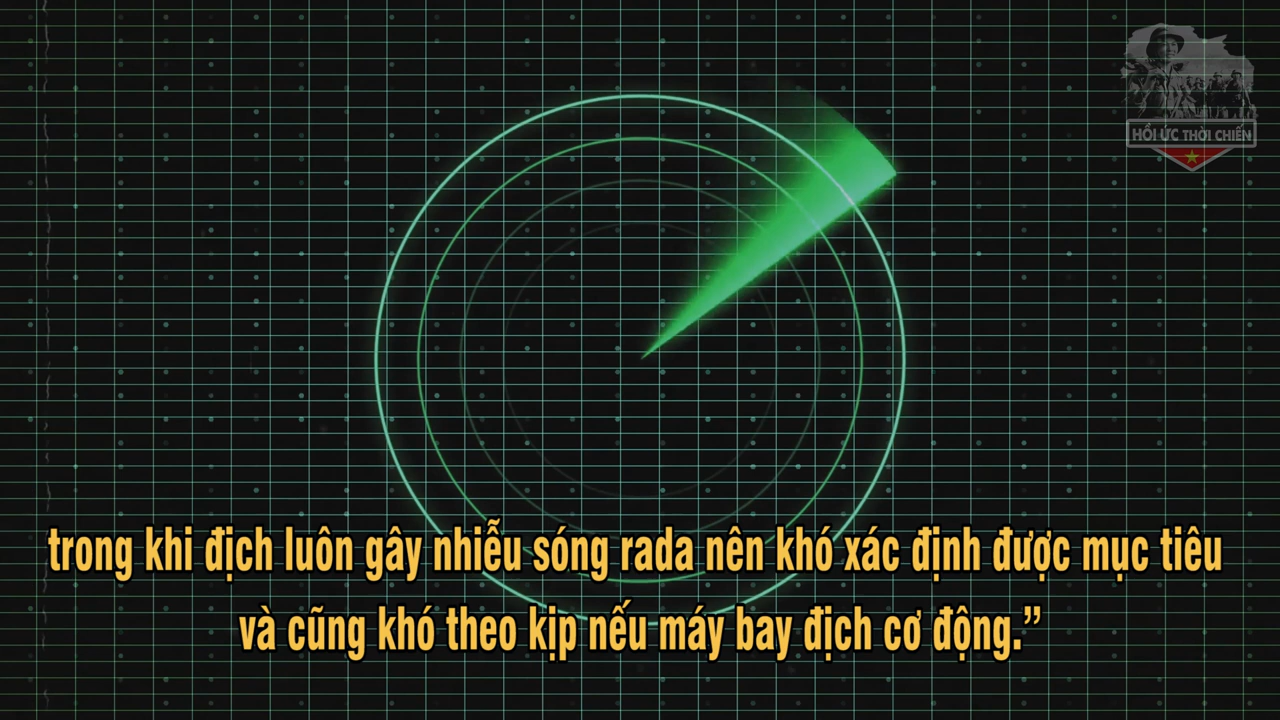 HỒI ỨC THỜI CHIẾN
trong khi địch luôn gây nhiễu sóng rada nên khó xác định được mục tiêu
và cũng khó theo kịp nếu máy bay địch cơ động.”